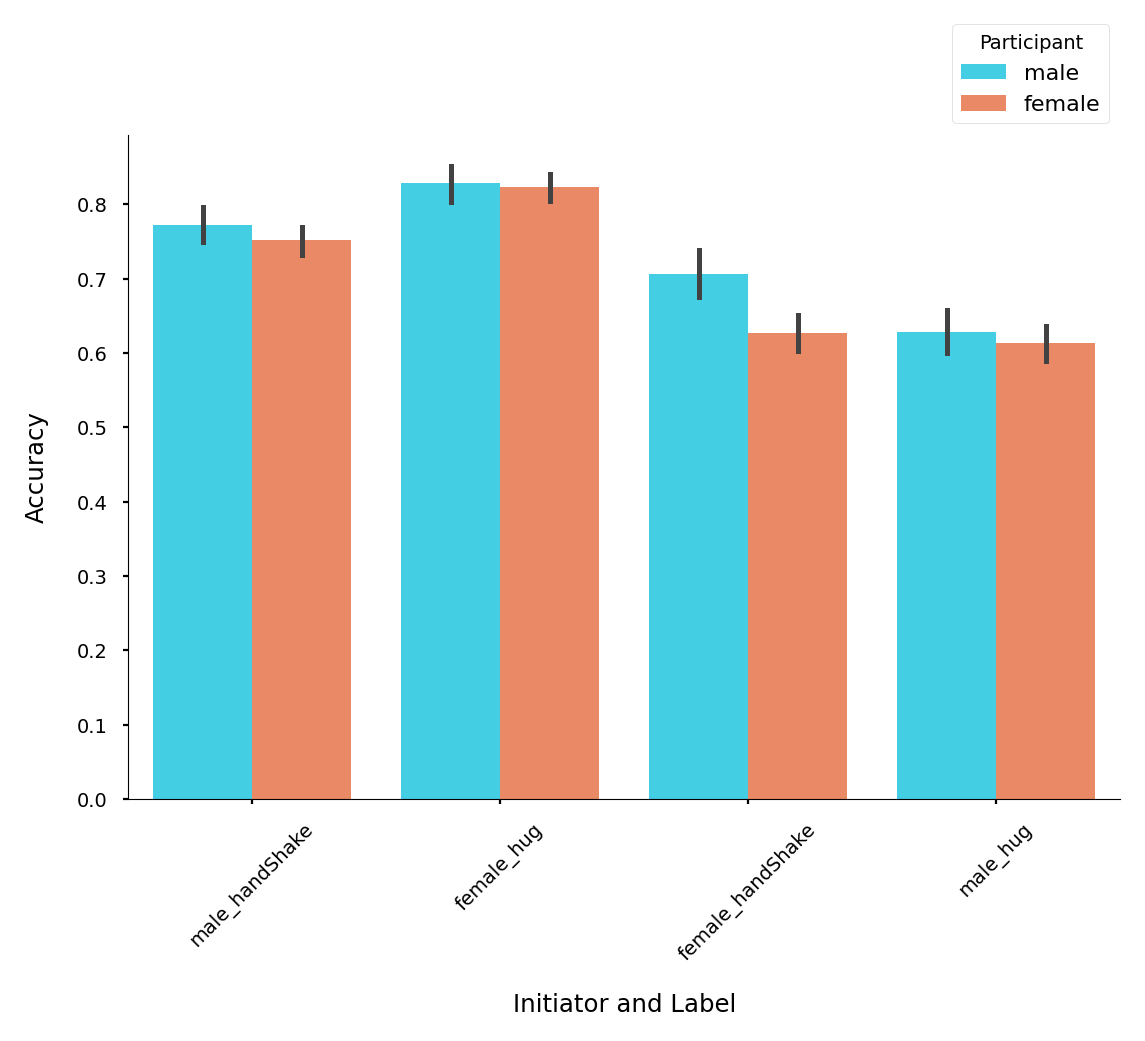 Participant
male
female
0.8
0.7
0.6
0.5
0.4
0.3
0.2
0.1
0.0
Accuracy
male_handShake
female_hug
female_handShake
male_hug
Initiator and Label